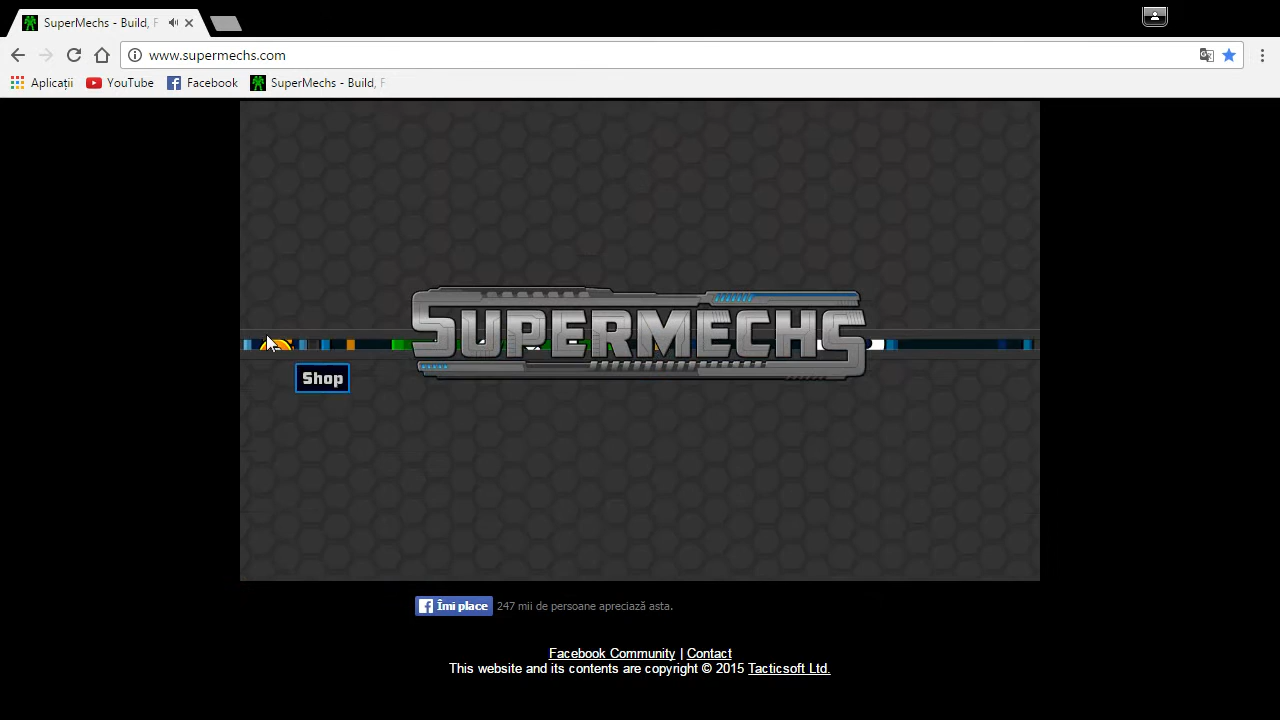 SuperMechs - Build, F
www.supermechs.com
Aplicații YouTube Facebook SuperMechs - Build, F
SUPERMECHS
Shop
Îmi place 247 mii de persoane apreciază asta.
Facebook Community | Contact
This website and its contents are copyright © 2015 Tacticsoft Ltd.